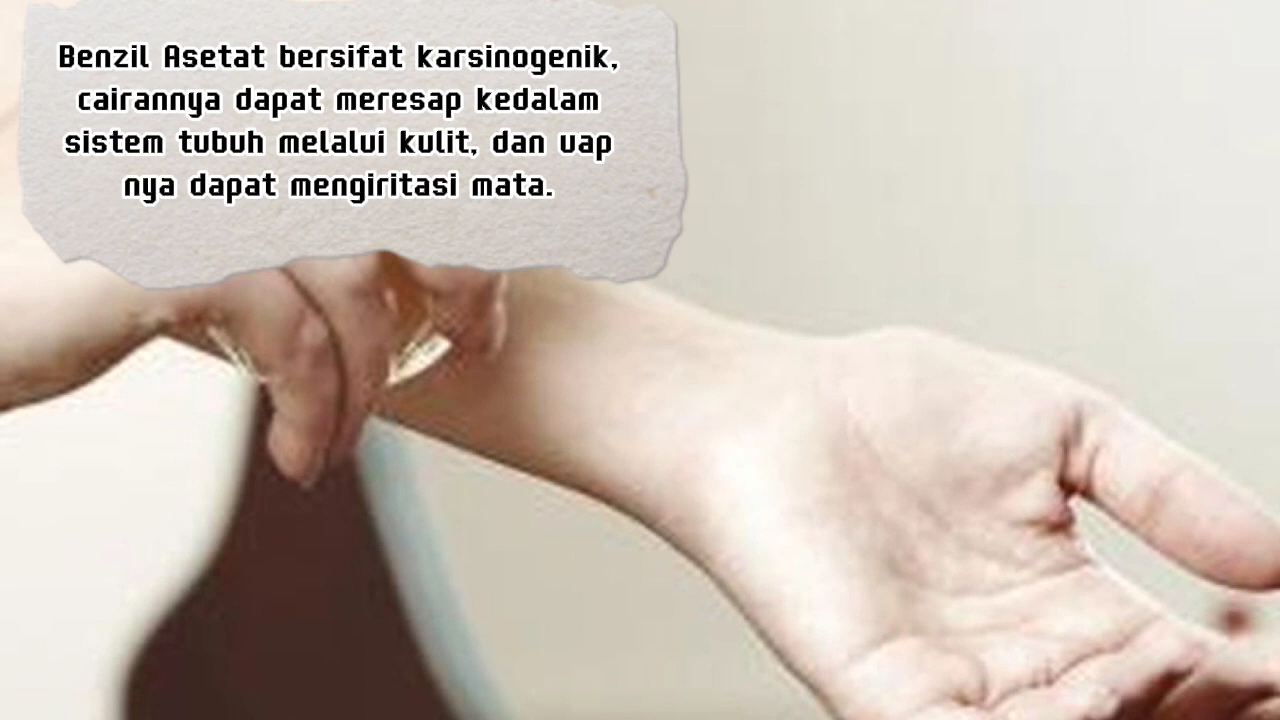 Benzil Asetat bersifat karsinogenik,
cairannya dapat meresap kedalam
sistem tubuh melalui kulit, dan uap
nya dapat mengiritasi mata.